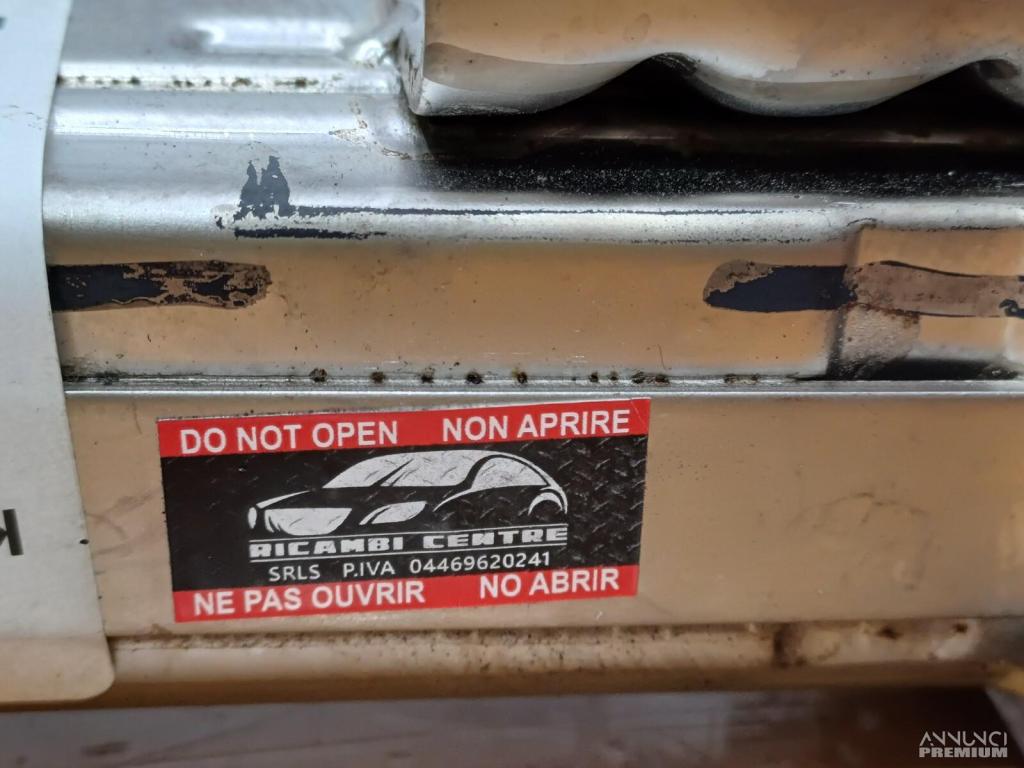 DO NOT OPEN NON APRIRE
RICAMBI CENTRE
SRLS P.IVA 04469620241
NE PAS OUVRIR NO ABRIR
K
ANNUNCI
PREMIUM